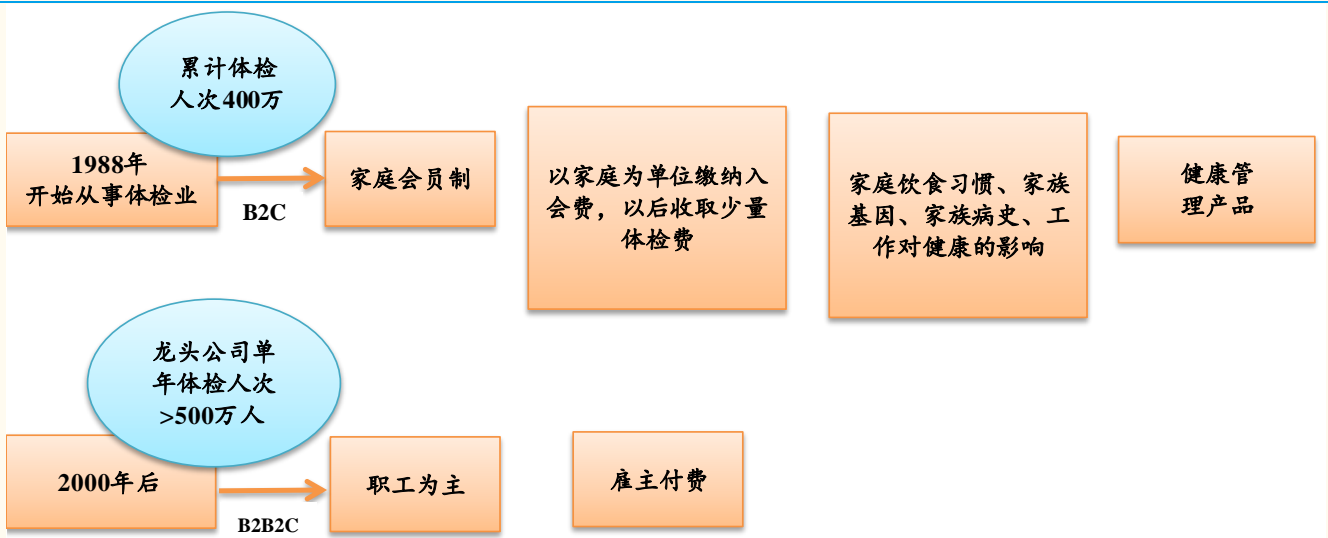 累计体检
人次400万
1988年
开始从事体检业
B2C
家庭会员制
以家庭为单位缴纳入
会费，以后收取少量
体检费
家庭饮食习惯、家族
基因、家族病史、工
作对健康的影响
健康管
理产品
龙头公司单
年体检人次
>500万人
2000年后
B2B2C
职工为主
雇主付费